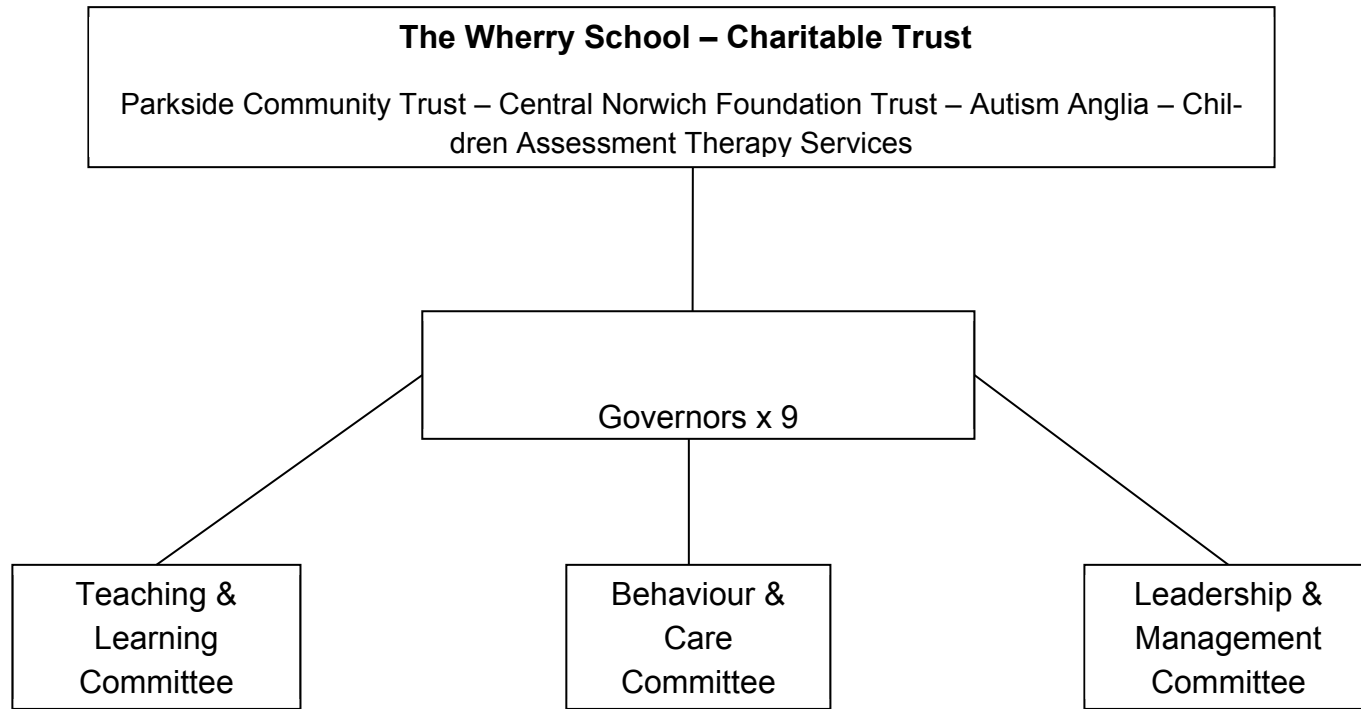 The Wherry School – Charitable Trust
Parkside Community Trust – Central Norwich Foundation Trust – Autism Anglia – Chil-
dren Assessment Therapy Services
Governors x 9
Teaching &
Learning
Committee
Behaviour &
Care
Committee
Leadership &
Management
Committee